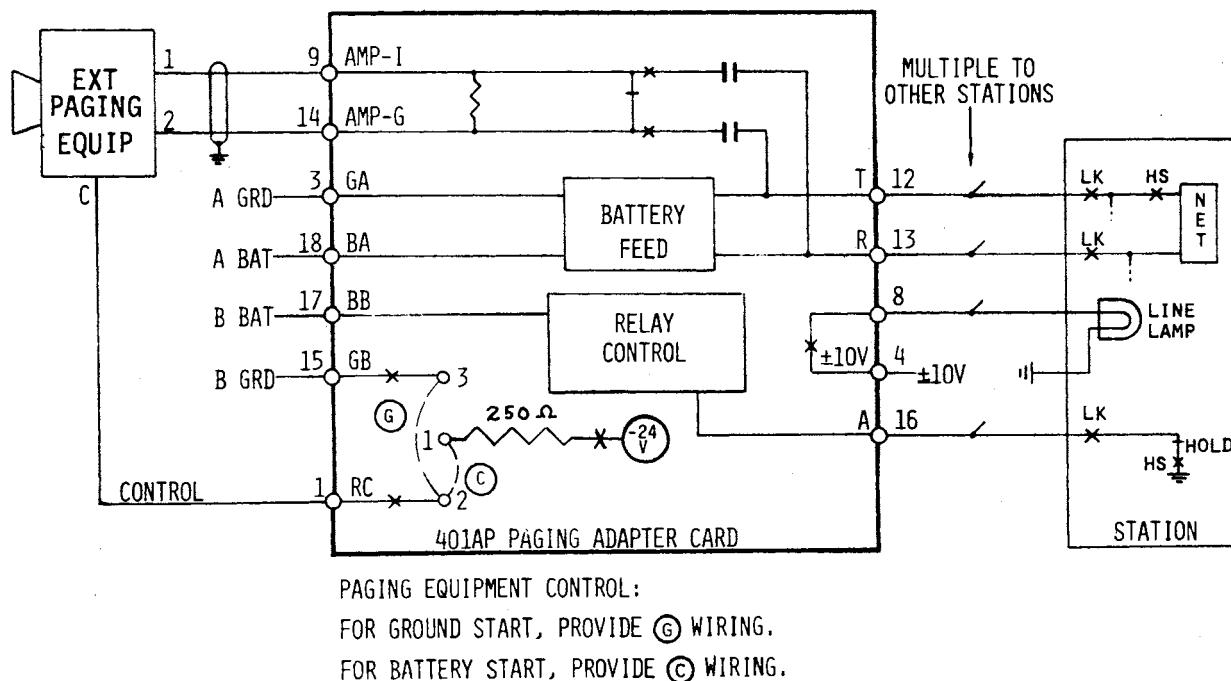 EXT
PAGING
EQUIP
1
2
C
9 AMP-I
14 AMP-G
MULTIPLE TO
OTHER STATIONS
A GRD 3 GA
A BAT 18 BA
B BAT 17 BB
B GRD 15 GB
BATTERY
FEED
RELAY
CONTROL
T 12
R 13
8
±10V 4 ±10V
A 16
LK HS
NET
LK
LINE
LAMP
LK
HOLD
HS
STATION
3
G
1 250 Ω -24
V
C
2
CONTROL 1 RC
401AP PAGING ADAPTER CARD
PAGING EQUIPMENT CONTROL:
FOR GROUND START, PROVIDE G WIRING.
FOR BATTERY START, PROVIDE C WIRING.